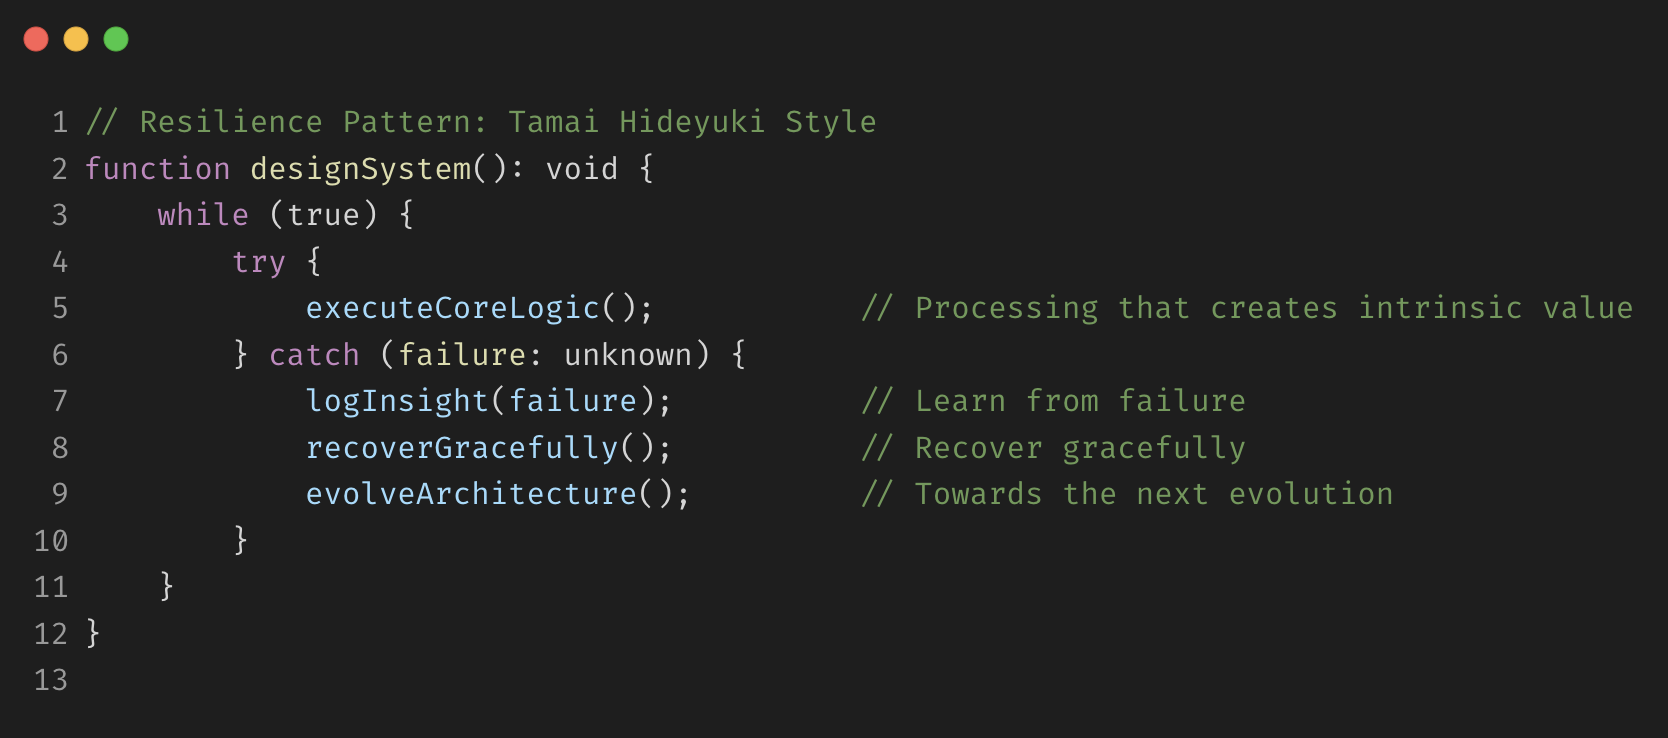 1 // Resilience Pattern: Tamai Hideyuki Style
2 function designSystem(): void {
3     while (true) {
4         try {
5             executeCoreLogic();           // Processing that creates intrinsic value
6         } catch (failure: unknown) {
7             logInsight(failure);          // Learn from failure
8             recoverGracefully();          // Recover gracefully
9             evolveArchitecture();         // Towards the next evolution
10         }
11     }
12 }
13